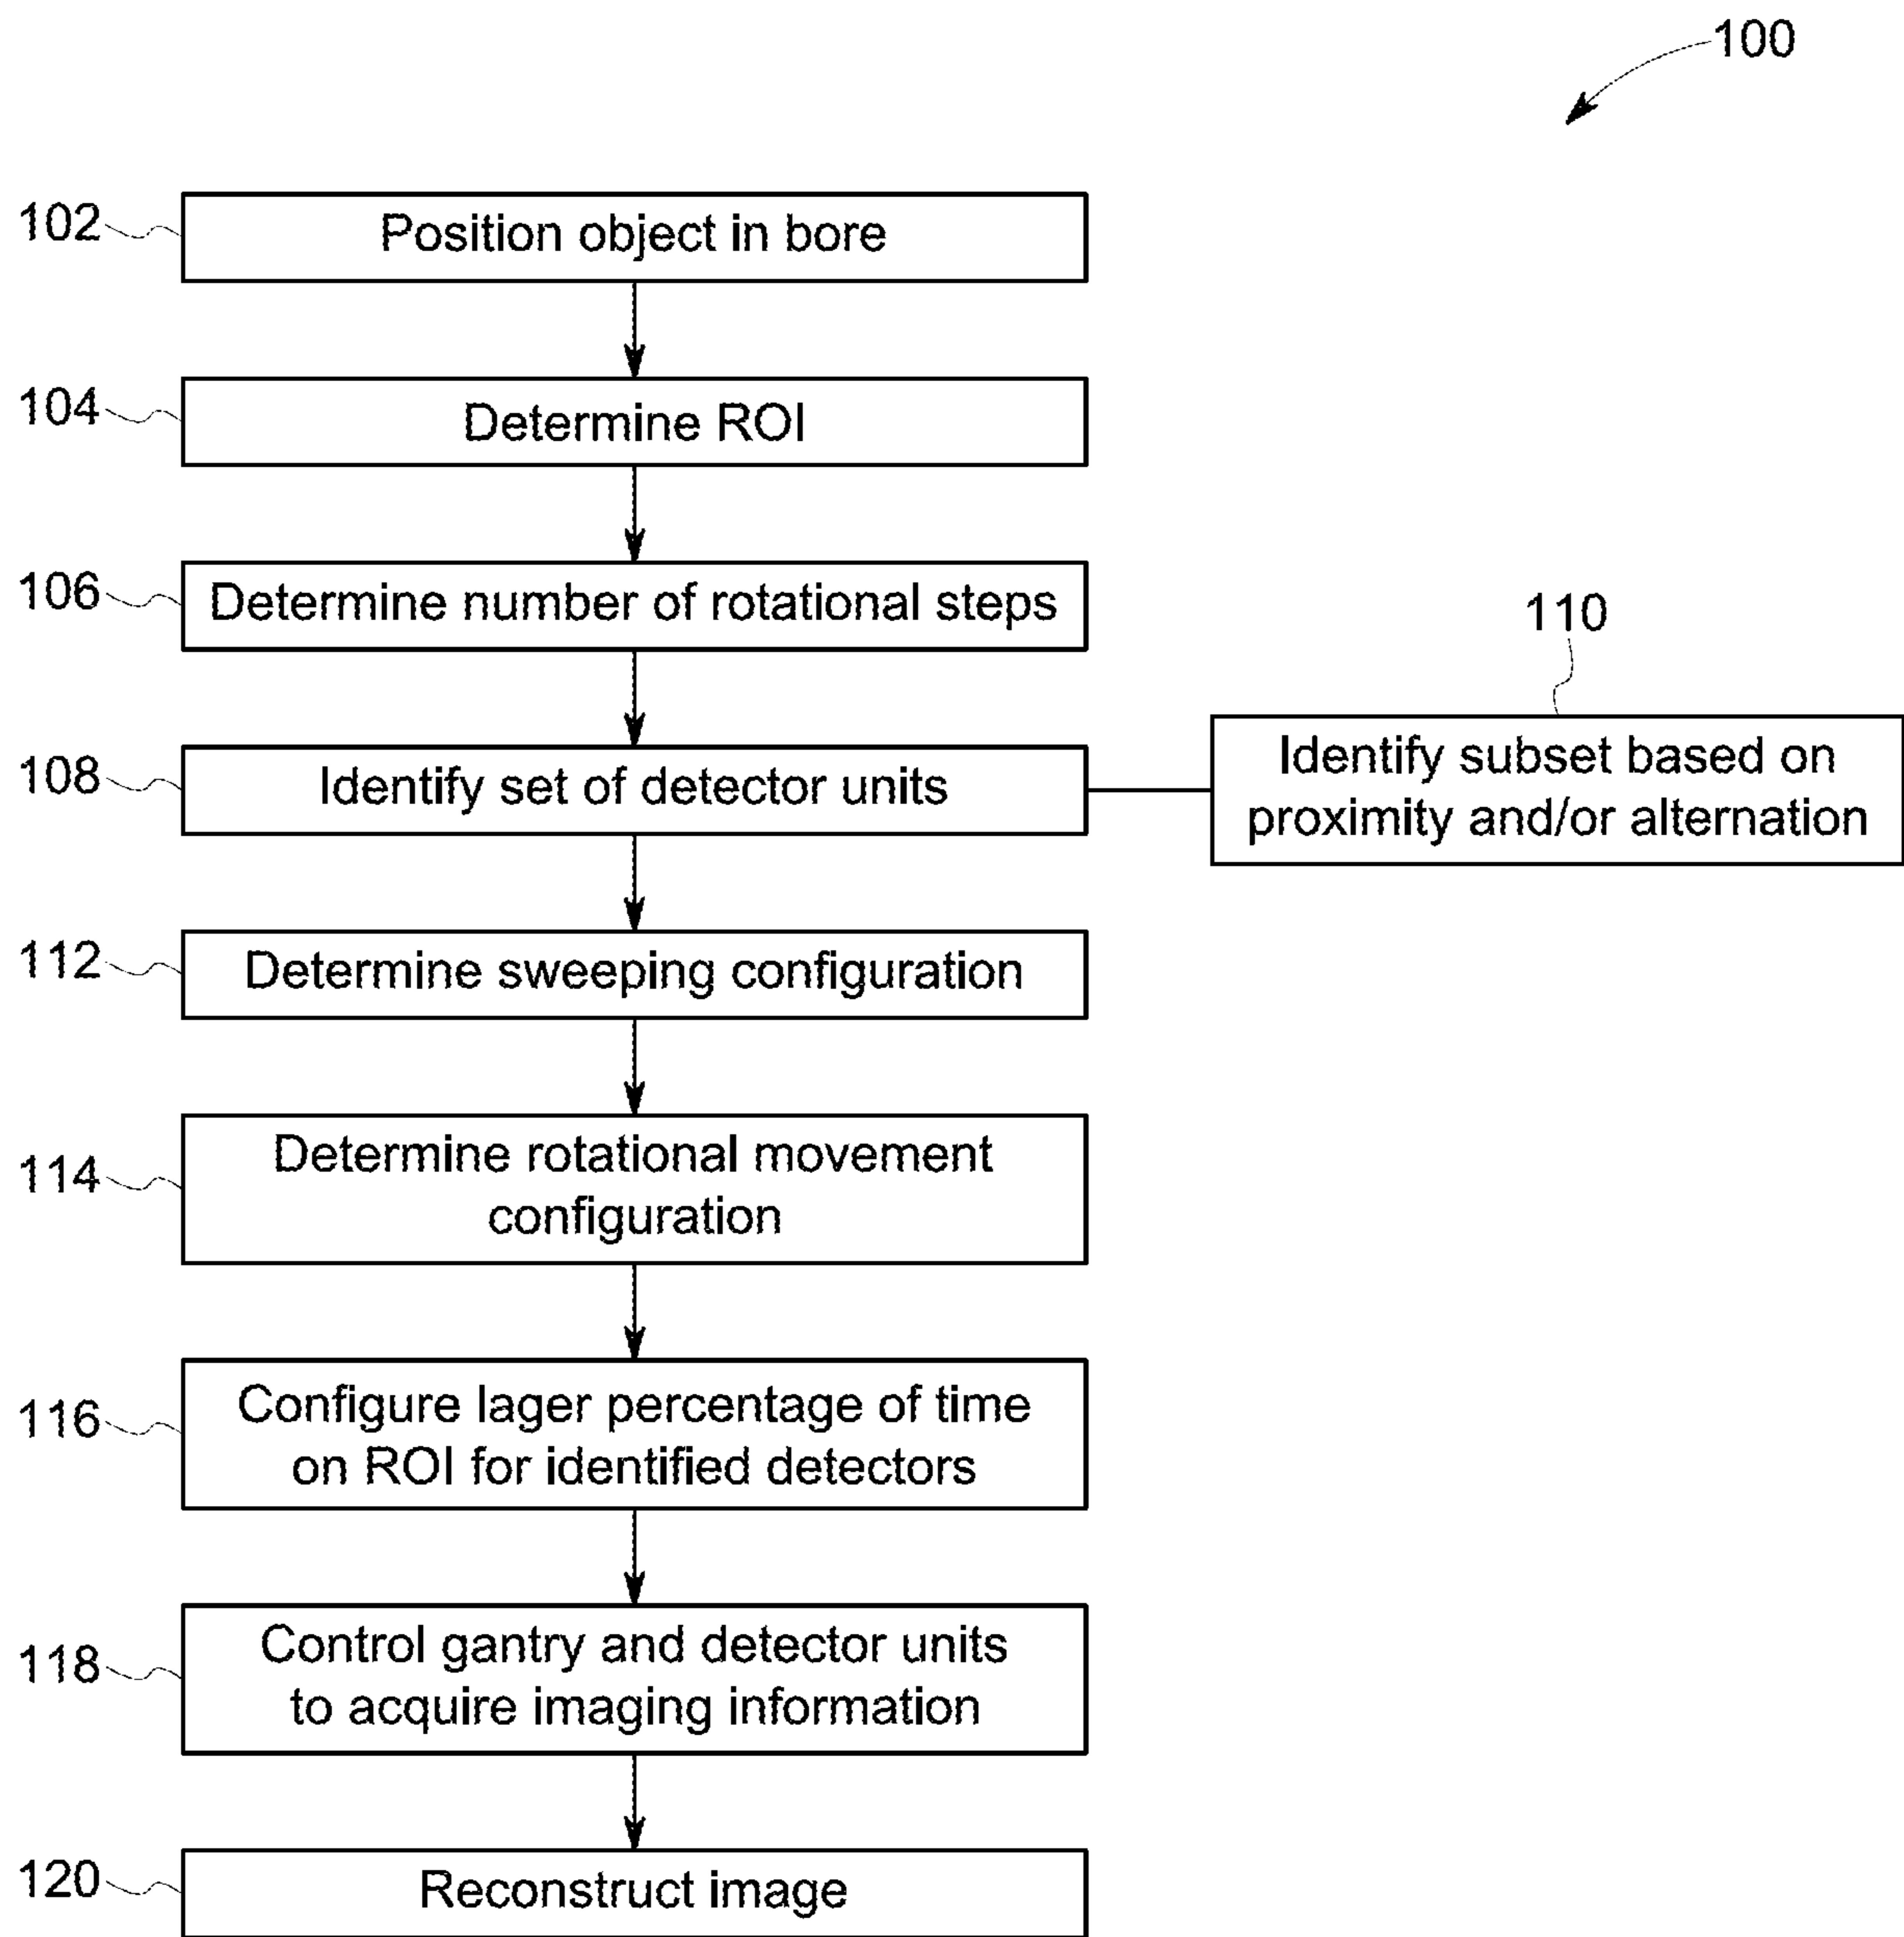 100
102
Position object in bore
104
Determine ROI
106
Determine number of rotational steps
108
Identify set of detector units
110
Identify subset based on
proximity and/or alternation
112
Determine sweeping configuration
114
Determine rotational movement
configuration
116
Configure lager percentage of time
on ROI for identified detectors
118
Control gantry and detector units
to acquire imaging information
120
Reconstruct image